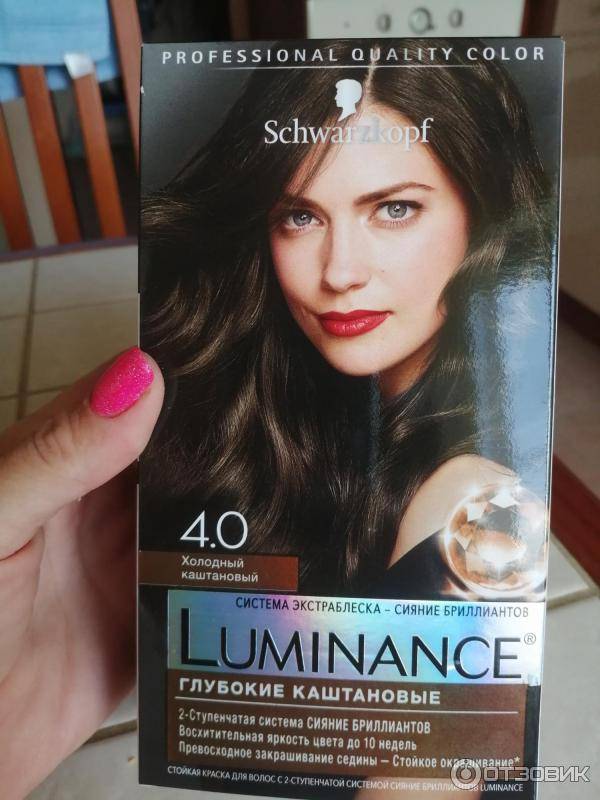 PROFESSIONAL QUALITY COLOR
Schwarzkopf
4.0
Холодный
каштановый
СИСТЕМА ЭКСТРАБЛЕСКА – СИЯНИЕ БРИЛЛИАНТОВ
LUMINANCE®
ГЛУБОКИЕ КАШТАНОВЫЕ
2-Ступенчатая система СИЯНИЕ БРИЛЛИАНТОВ
Восхитительная яркость цвета до 10 недель
Превосходное закрашивание седины – Стойкое окрашивание*
СТОЙКАЯ КРАСКА ДЛЯ ВОЛОС С 2-СТУПЕНЧАТОЙ СИСТЕМОЙ СИЯНИЕ БРИЛЛИАНТОВ LUMINANCE
ОТЗОВИК